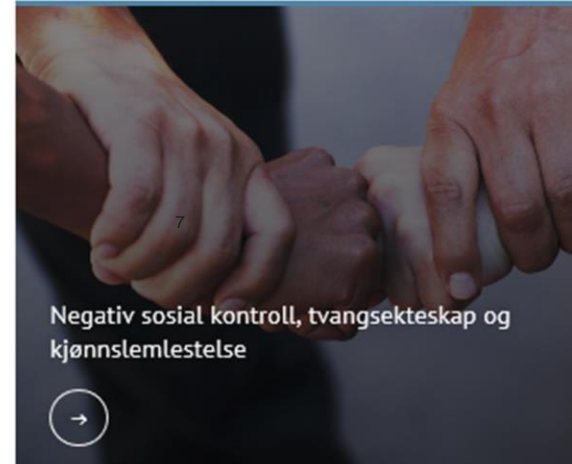 7
Negativ sosial kontroll, tvangsekteskap og
kjønnslemlestelse
→